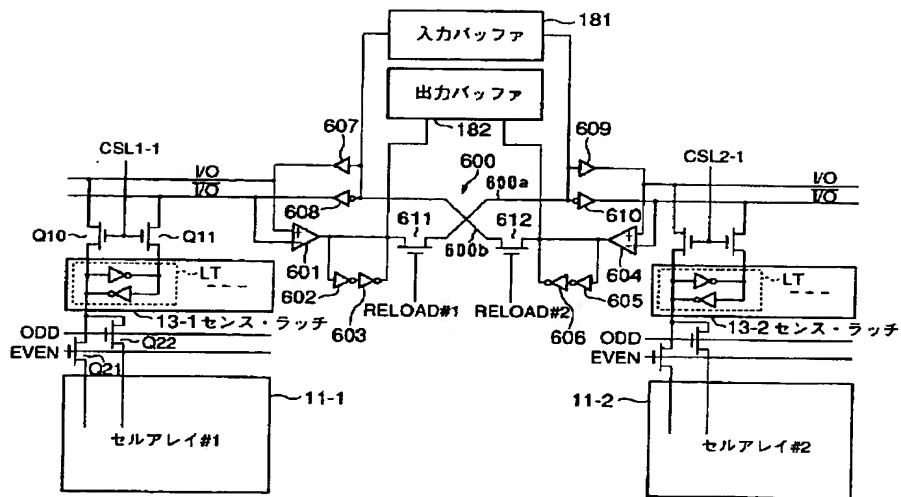 入力バッファ
181
出力バッファ
182
607
609
CSL1-1
I/O
I/O
600
600a
CSL2-1
I/O
I/O
608
610
Q10
Q11
611
612
600b
601
604
LT
LT
602
603
RELOAD#1
RELOAD#2
606
605
13-1 センス・ラッチ
13-2 センス・ラッチ
ODD
EVEN
Q22
Q21
ODD
EVEN
11-1
11-2
セルアレイ#1
セルアレイ#2